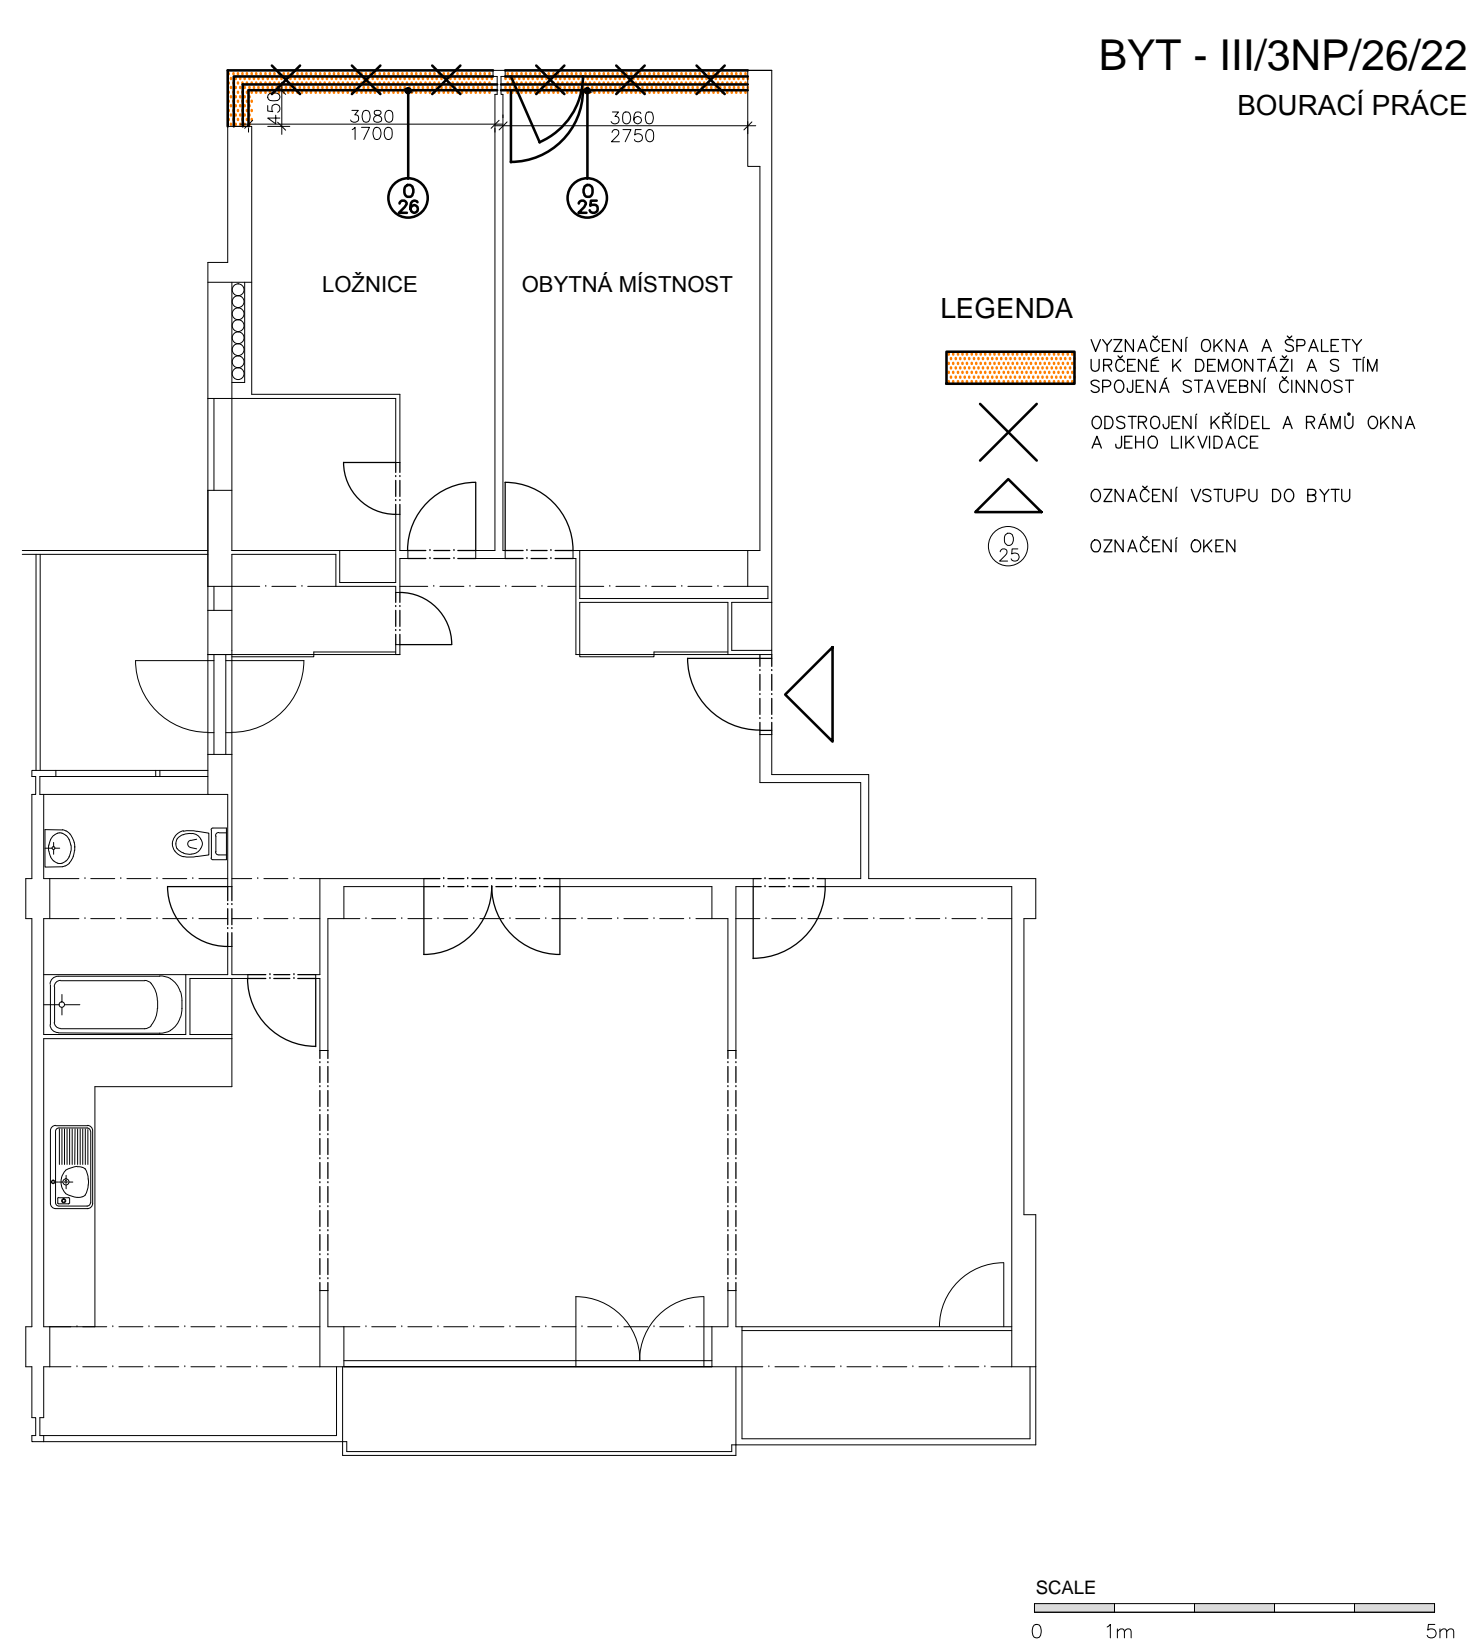 BYT - III/3NP/26/22
BOURACÍ PRÁCE
450
3080
1700
3060
2750
O
26
O
25
LOŽNICE
OBYTNÁ MÍSTNOST
LEGENDA
VYZNAČENÍ OKNA A ŠPALETY
URČENÉ K DEMONTÁŽI A S TÍM
SPOJENÁ STAVEBNÍ ČINNOST
ODSTROJENÍ KŘÍDEL A RÁMŮ OKNA
A JEHO LIKVIDACE
OZNAČENÍ VSTUPU DO BYTU
O
25
OZNAČENÍ OKEN
SCALE
0 1m 5m